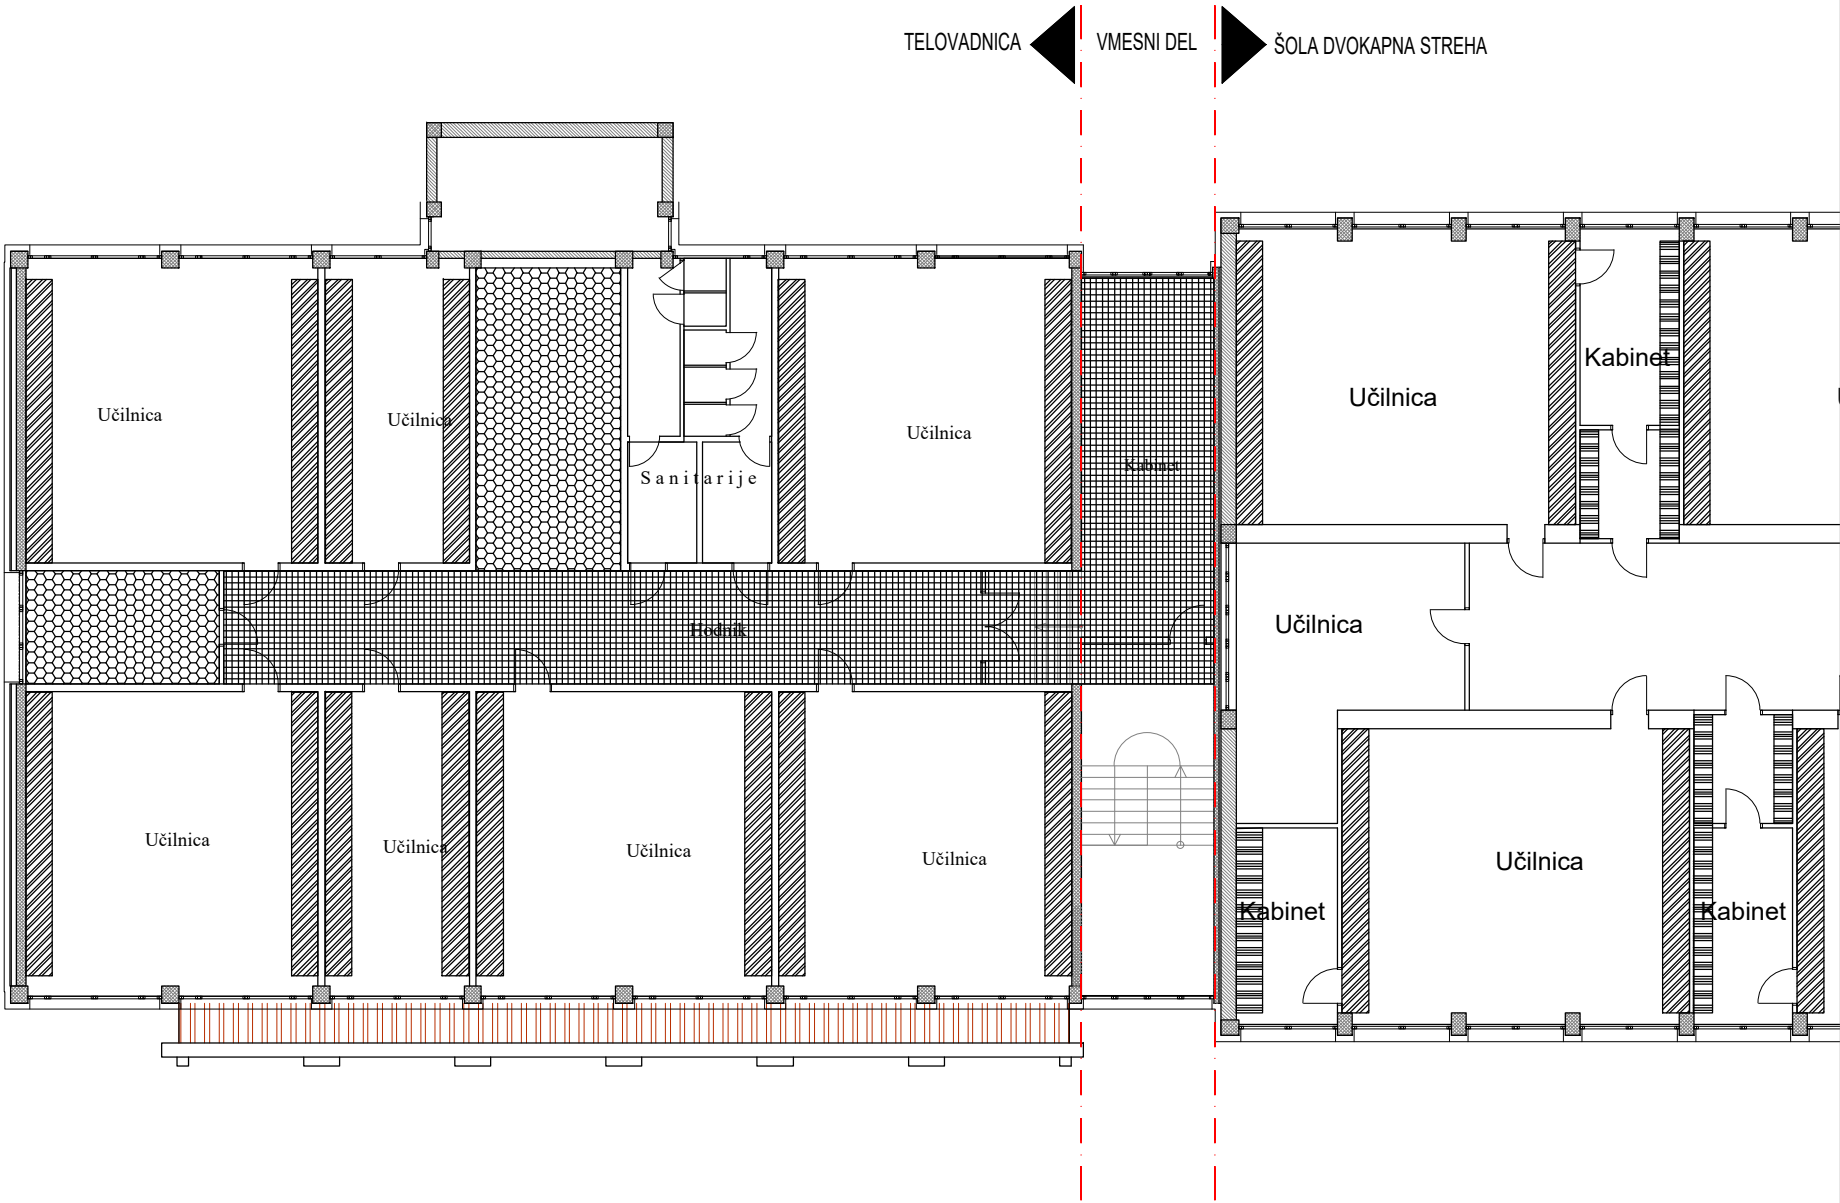 TELOVADNICA
VMESNI DEL
ŠOLA DVOKAPNA STREHA
Kabinet
Učilnica
Učilnica
Učilnica
Učilnica
Kabinet
Sanitarije
Učilnica
Hodnik
Učilnica
Učilnica
Učilnica
Učilnica
Učilnica
Kabinet
Kabinet